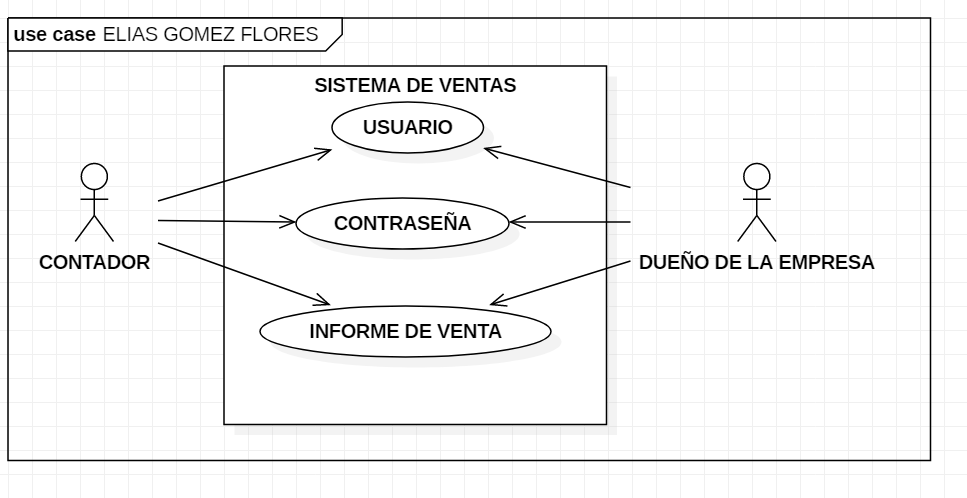 use case ELIAS GOMEZ FLORES
SISTEMA DE VENTAS
USUARIO
CONTRASEÑA
CONTADOR
DUEÑO DE LA EMPRESA
INFORME DE VENTA